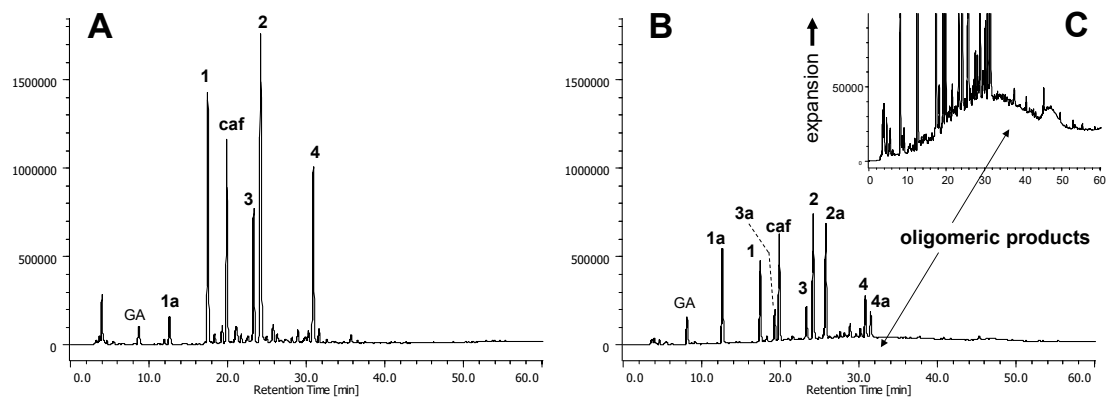 A
1500000
1000000
500000
0
GA
1a
1
caf
3
2
4
0.0 10.0 20.0 30.0 40.0 50.0 60.0
Retention Time [min]
B
1500000
1000000
500000
0
GA
1a
1
3a
caf
3
2
2a
4
4a
oligomeric products
0.0 10.0 20.0 30.0 40.0 50.0 60.0
Retention Time [min]
expansion
C
50000
0
0 10 20 30 40 50 60